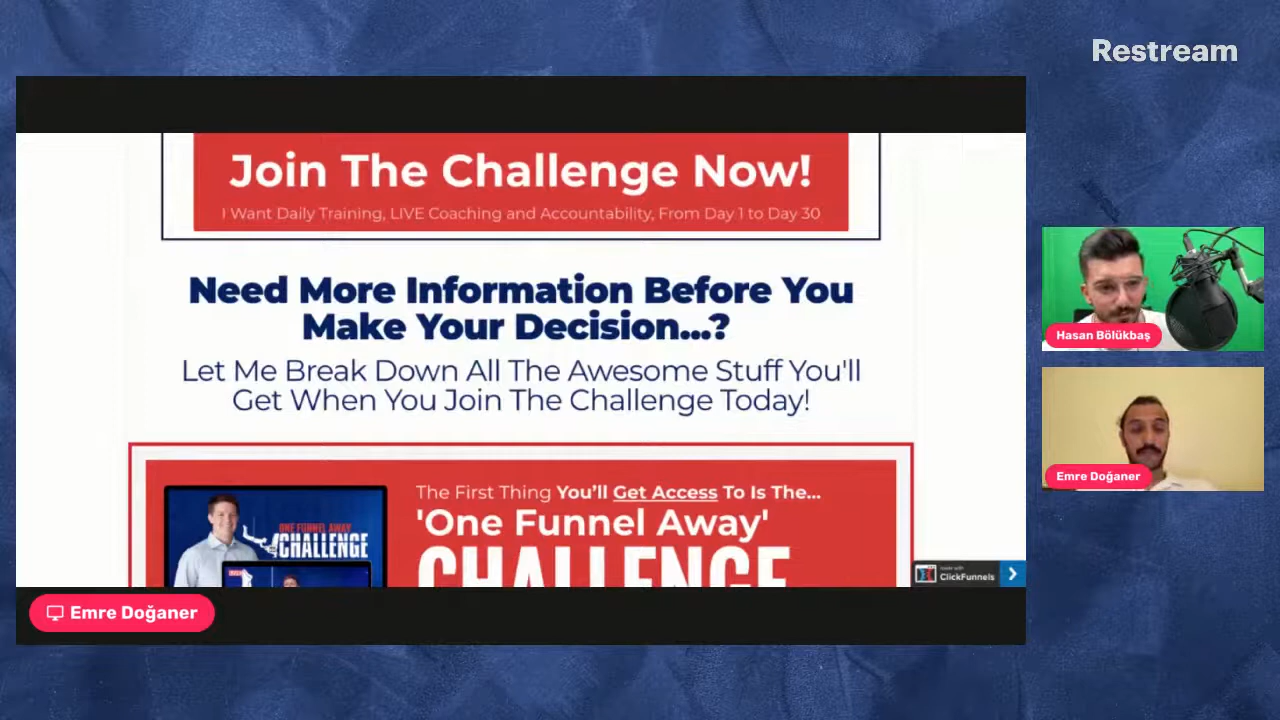 Restream
Join The Challenge Now!
I Want Daily Training, LIVE Coaching and Accountability, From Day 1 to Day 30
Need More Information Before You
Make Your Decision...?
Let Me Break Down All The Awesome Stuff You'll
Get When You Join The Challenge Today!
The First Thing You'll Get Access To Is The...
'One Funnel Away'
CHALLENGE
ONE FUNNEL AWAY
CHALLENGE
made with
ClickFunnels
Hasan Bölükbaş
Emre Doğaner
Emre Doğaner